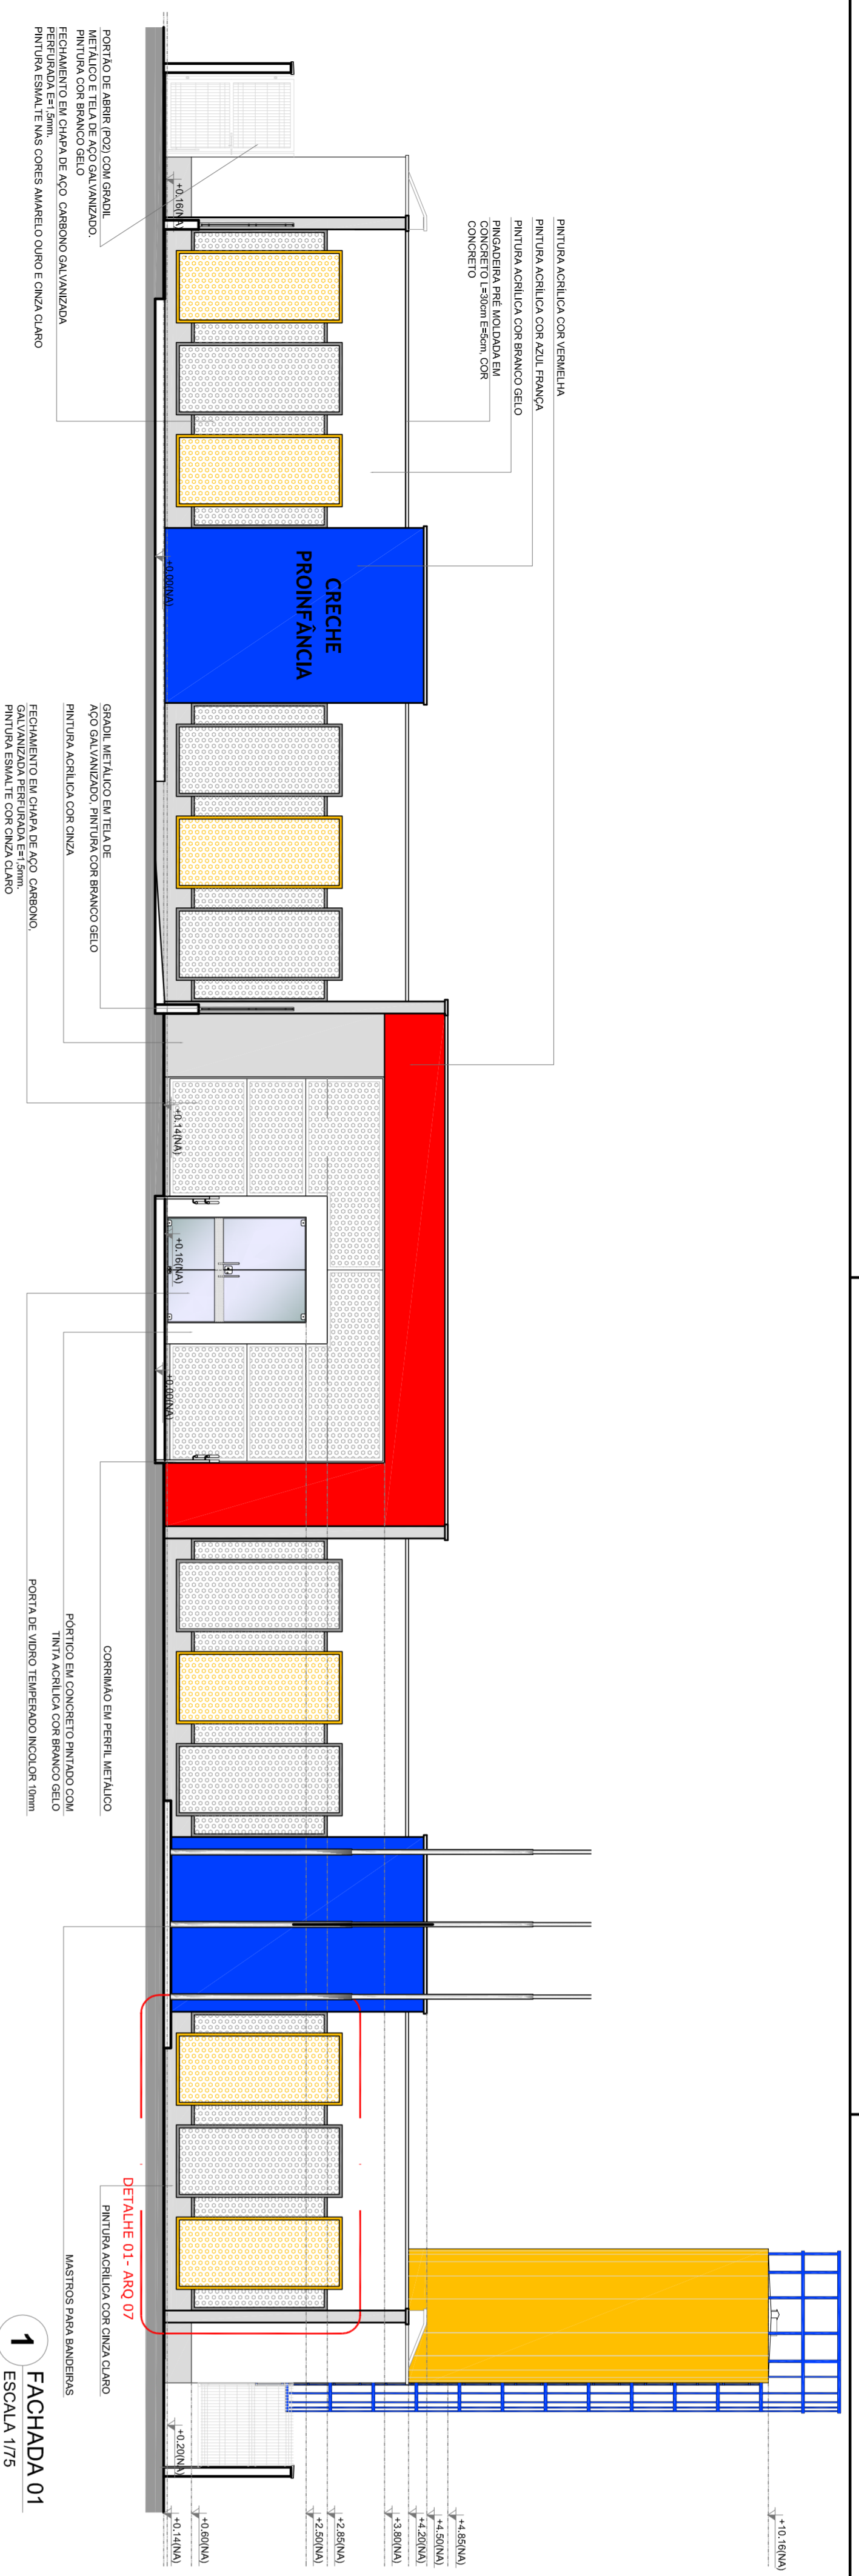 PINTURA ACRÍLICA COR VERMELHA
PINTURA ACRÍLICA COR AZUL FRANÇA
PINTURA ACRÍLICA COR BRANCO GELO
PINGADEIRA PRÉ MOLDADA EM
CONCRETO L=30cm E=5cm, COR
CONCRETO
CRECHE
PROINFÂNCIA
+10.16(NA)
+4.85(NA)
+4.50(NA)
+4.20(NA)
+3.80(NA)
+2.85(NA)
+2.50(NA)
+0.60(NA)
+0.14(NA)
+0.16(NA)
+0.00(NA)
+0.14(NA)
+0.16(NA)
+0.00(NA)
+0.20(NA)
PORTÃO DE ABRIR (PO2) COM GRADIL
METÁLICO E TELA DE AÇO GALVANIZADO,
PINTURA COR BRANCO GELO
FECHAMENTO EM CHAPA DE AÇO CARBONO GALVANIZADA
PERFURADA E=1,5mm.
PINTURA ESMALTE NAS CORES AMARELO OURO E CINZA CLARO
GRADIL METÁLICO EM TELA DE
AÇO GALVANIZADO, PINTURA COR BRANCO GELO
PINTURA ACRÍLICA COR CINZA
FECHAMENTO EM CHAPA DE AÇO CARBONO,
GALVANIZADA PERFURADA E=1,5mm.
PINTURA ESMALTE COR CINZA CLARO
CORRIMÃO EM PERFIL METÁLICO
PÓRTICO EM CONCRETO PINTADO COM
TINTA ACRÍLICA COR BRANCO GELO
PORTA DE VIDRO TEMPERADO INCOLOR 10mm
DETALHE 01- ARQ 07
PINTURA ACRÍLICA COR CINZA CLARO
MASTROS PARA BANDEIRAS
1
FACHADA 01
ESCALA 1/75